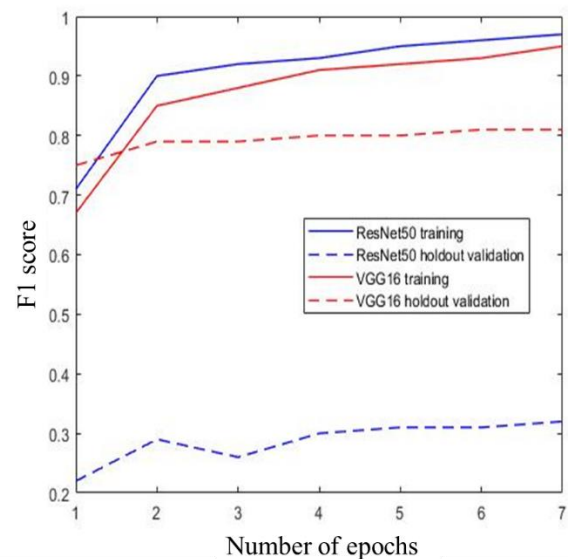 1
0.9
0.8
0.7
0.6
0.5
0.4
0.3
0.2
F1 score
ResNet50 training
ResNet50 holdout validation
VGG16 training
VGG16 holdout validation
1 2 3 4 5 6 7
Number of epochs